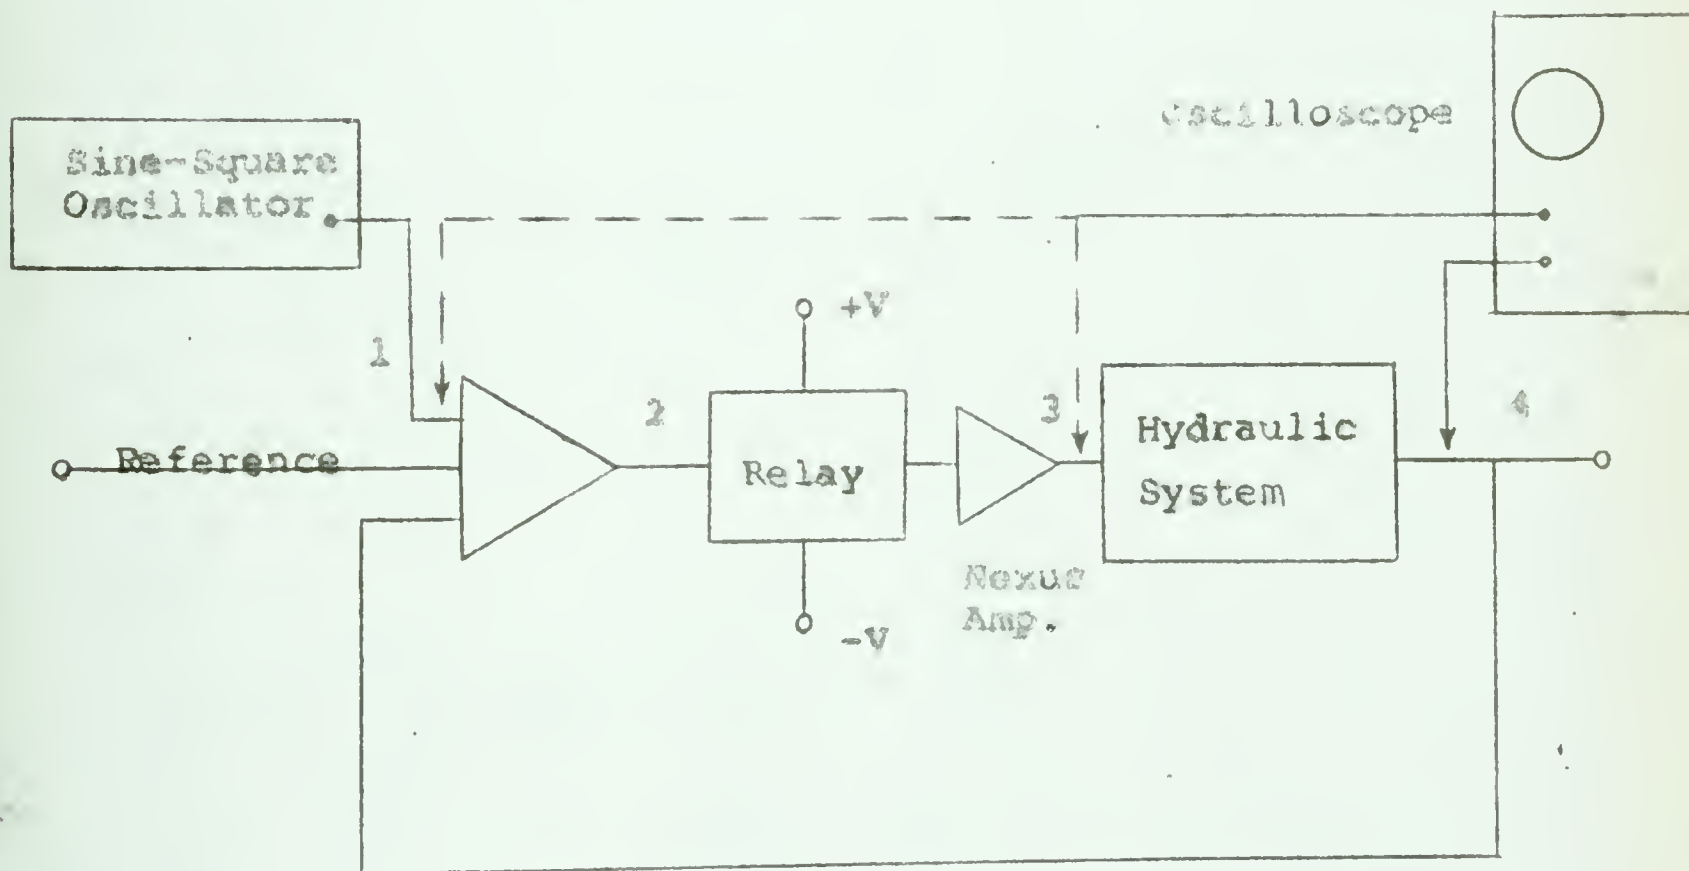 Oscilloscope
Sine-Square
Oscillator
+V
1
2
3
4
Reference
Relay
Hydraulic
System
Nexus
Amp.
-V